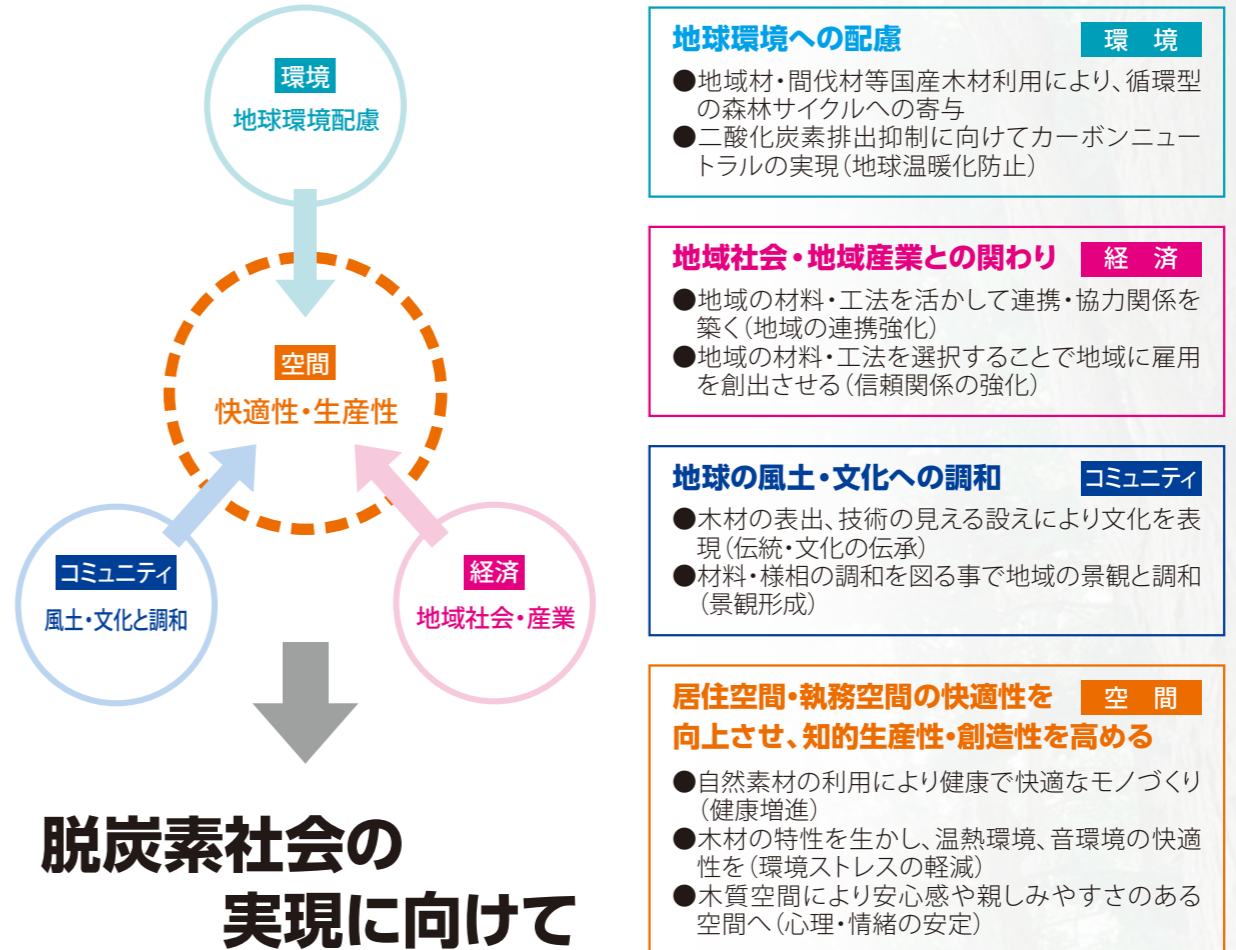 環境
地球環境配慮
空間
快適性・生産性
コミュニティ
風土・文化と調和
経済
地域社会・産業
脱炭素社会の
実現に向けて
地球環境への配慮
環 境
●地域材・間伐材等国産木材利用により、循環型
の森林サイクルへの寄与
●二酸化炭素排出抑制に向けてカーボンニュー
トラルの実現(地球温暖化防止)
地域社会・地域産業との関わり
経 済
●地域の材料・工法を活かして連携・協力関係を
築く(地域の連携強化)
●地域の材料・工法を選択することで地域に雇用
を創出させる(信頼関係の強化)
地球の風土・文化への調和
コミュニティ
●木材の表出、技術の見える設えにより文化を表
現(伝統・文化の伝承)
●材料・様相の調和を図る事で地域の景観と調和
(景観形成)
居住空間・執務空間の快適性を
空 間
向上させ、知的生産性・創造性を高める
●自然素材の利用により健康で快適なモノづくり
(健康増進)
●木材の特性を生かし、温熱環境、音環境の快適
性を(環境ストレスの軽減)
●木質空間により安心感や親しみやすさのある
空間へ(心理・情緒の安定)